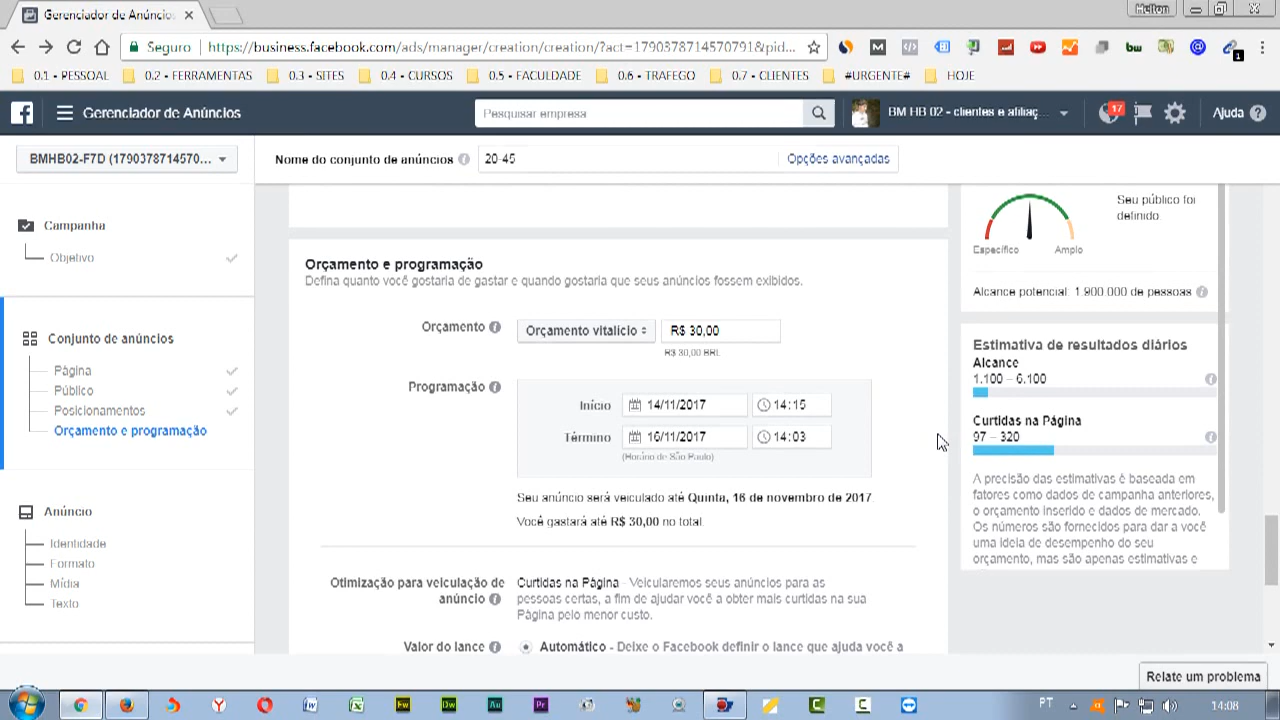 Gerenciador de Anúncios
Helton
Seguro
https://business.facebook.com/ads/manager/creation/creation/?act=1790378714570791&pid...
0.1 - PESSOAL
0.2 - FERRAMENTAS
0.3 - SITES
0.4 - CURSOS
0.5 - FACULDADE
0.6 - TRAFEGO
0.7 - CLIENTES
#URGENTE#
HOJE
Gerenciador de Anúncios
Pesquisar empresa
BM HB 02 - clientes e afiliaç...
17
Ajuda
BMHB02-F7D (1790378714570...
Nome do conjunto de anúncios
20-45
Opções avançadas
Campanha
Objetivo
Conjunto de anúncios
Página
Público
Posicionamentos
Orçamento e programação
Anúncio
Identidade
Formato
Mídia
Texto
Orçamento e programação
Defina quanto você gostaria de gastar e quando gostaria que seus anúncios fossem exibidos.
Orçamento
Orçamento vitalício
R$ 30,00
R$ 30,00 BRL
Programação
Início
14/11/2017
14:15
Término
16/11/2017
14:03
(Horário de São Paulo)
Seu anúncio será veiculado até Quinta, 16 de novembro de 2017
Você gastará até R$ 30,00 no total.
Otimização para veiculação de
anúncio
Curtidas na Página - Veicularemos seus anúncios para as
pessoas certas, a fim de ajudar você a obter mais curtidas na sua
Página pelo menor custo.
Valor do lance
Automático - Deixe o Facebook definir o lance que ajuda você a
Seu público foi
definido.
Específico
Amplo
Alcance potencial: 1.900.000 de pessoas
Estimativa de resultados diários
Alcance
1.100 – 6.100
Curtidas na Página
97 – 320
A precisão das estimativas é baseada em
fatores como dados de campanha anteriores,
o orçamento inserido e dados de mercado.
Os números são fornecidos para dar a você
uma ideia de desempenho do seu
orçamento, mas são apenas estimativas e
Relate um problema
PT
14:08